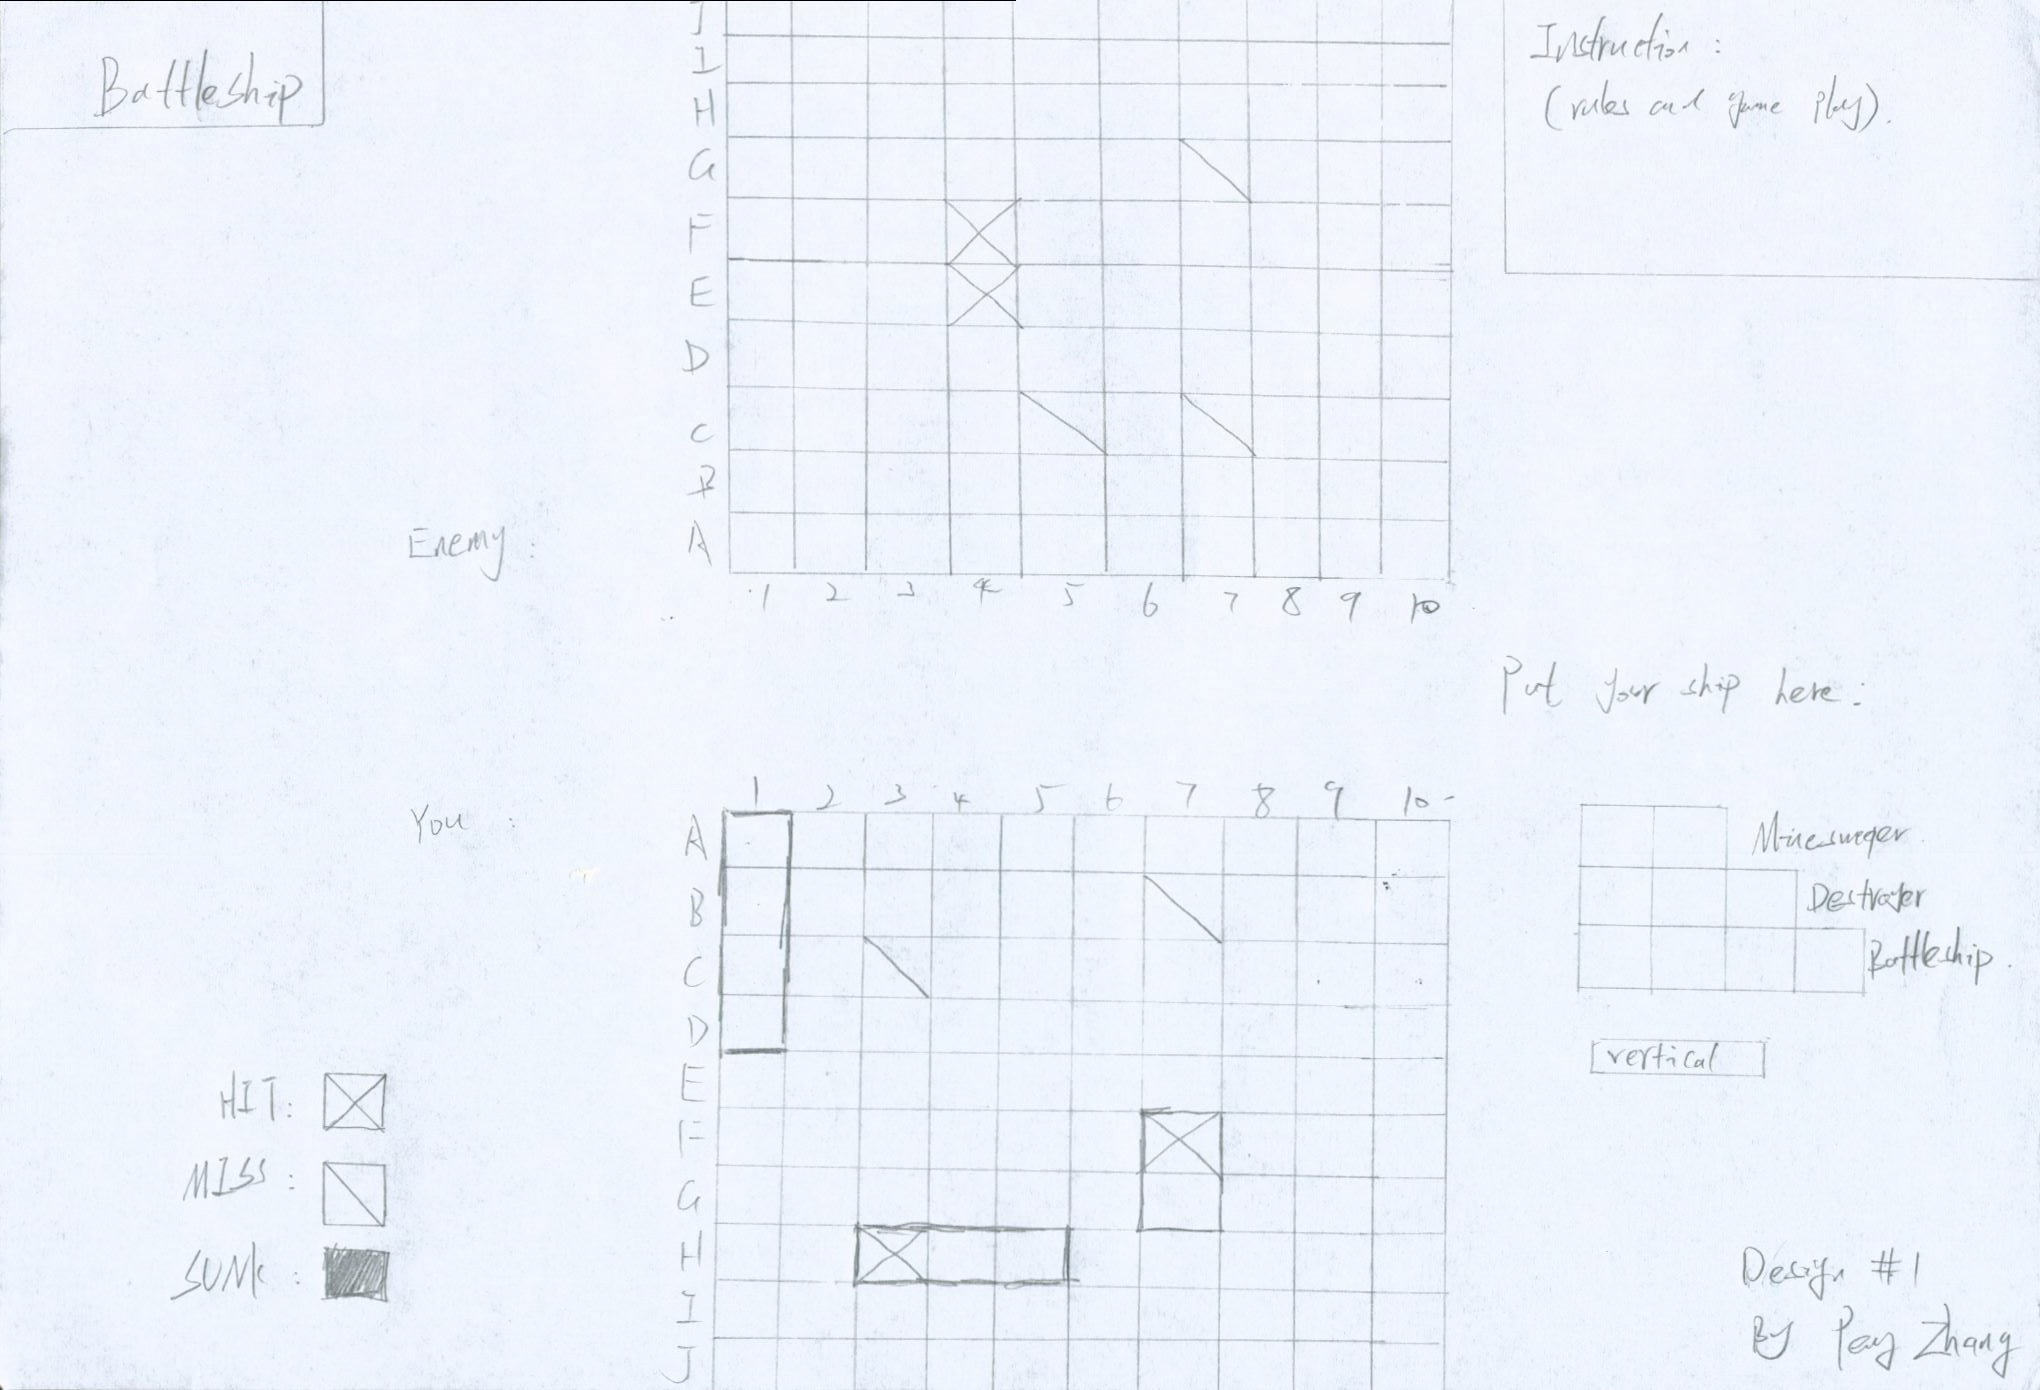 Battleship
Instruction :
(rules and game play).
J
I
H
G
F
E
D
C
B
A
Enemy :
1 2 3 4 5 6 7 8 9 10
Put your ship here :
You :
1 2 3 4 5 6 7 8 9 10
A
B
C
D
E
F
G
H
I
J
Minesweeper
Destroyer
Battleship
vertical
HIT :
MISS :
SUNK :
Design #1
By Zhang